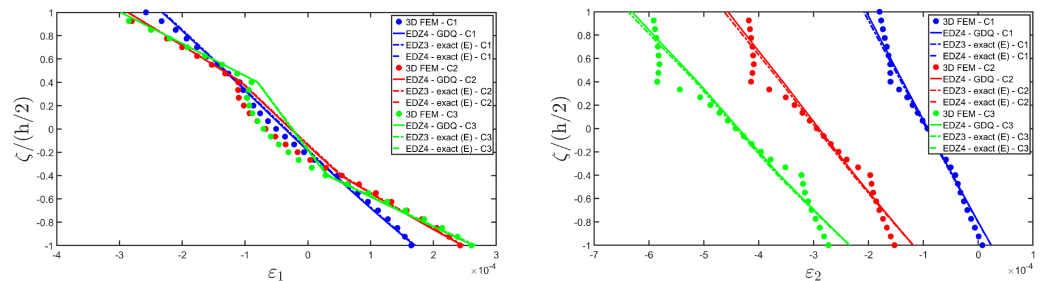 1
0.8
0.6
0.4
0.2
0
-0.2
-0.4
-0.6
-0.8
-1
ζ/(h/2)
-4
-3
-2
-1
0
1
2
3
×10⁻⁴
ε₁
3D FEM - C1
EDZ4 - GDQ - C1
EDZ3 - exact (E) - C1
EDZ4 - exact (E) - C1
3D FEM - C2
EDZ4 - GDQ - C2
EDZ3 - exact (E) - C2
EDZ4 - exact (E) - C2
3D FEM - C3
EDZ4 - GDQ - C3
EDZ3 - exact (E) - C3
EDZ4 - exact (E) - C3
1
0.8
0.6
0.4
0.2
0
-0.2
-0.4
-0.6
-0.8
-1
ζ/(h/2)
-7
-6
-5
-4
-3
-2
-1
0
1
2
3
×10⁻⁴
ε₂
3D FEM - C1
EDZ4 - GDQ - C1
EDZ3 - exact (E) - C1
EDZ4 - exact (E) - C1
3D FEM - C2
EDZ4 - GDQ - C2
EDZ3 - exact (E) - C2
EDZ4 - exact (E) - C2
3D FEM - C3
EDZ4 - GDQ - C3
EDZ3 - exact (E) - C3
EDZ4 - exact (E) - C3